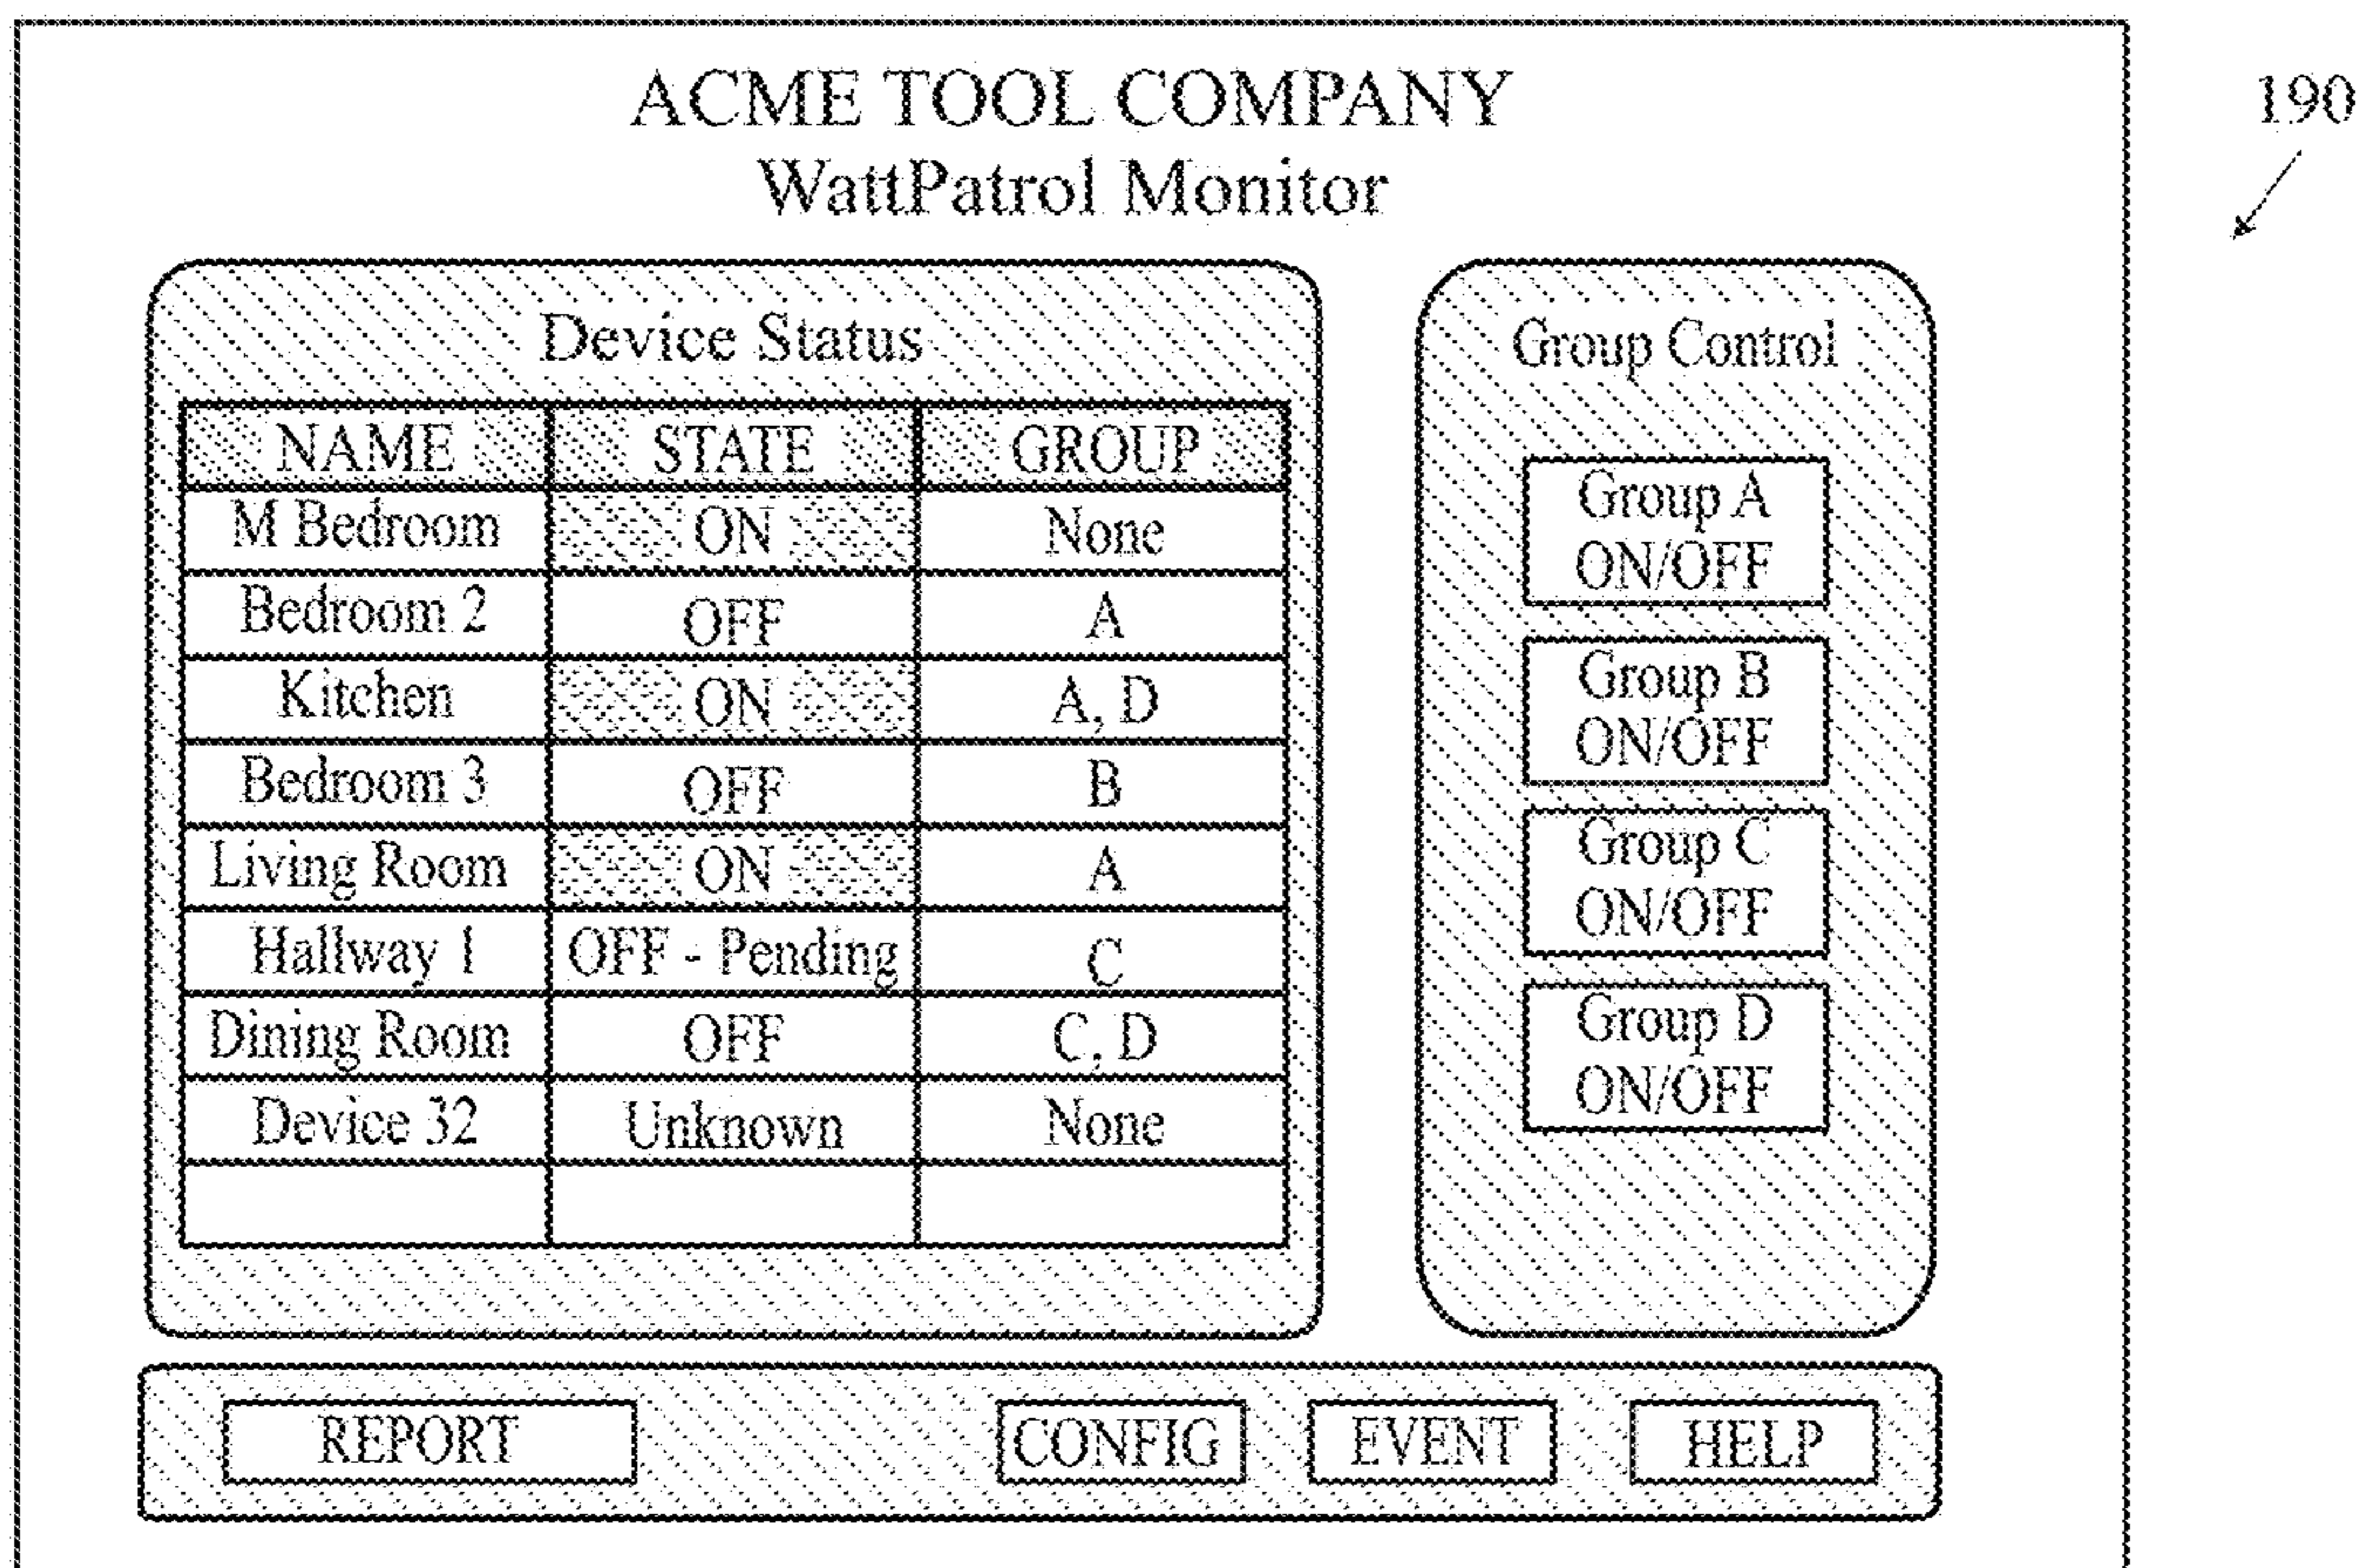 ACME TOOL COMPANY
190
WattPatrol Monitor
Device Status
NAME STATE GROUP
M Bedroom ON None
Bedroom 2 OFF A
Kitchen ON A, D
Bedroom 3 OFF B
Living Room ON A
Hallway 1 OFF - Pending C
Dining Room OFF C, D
Device 32 Unknown None
Group Control
Group A
ON/OFF
Group B
ON/OFF
Group C
ON/OFF
Group D
ON/OFF
REPORT CONFIG EVENT HELP